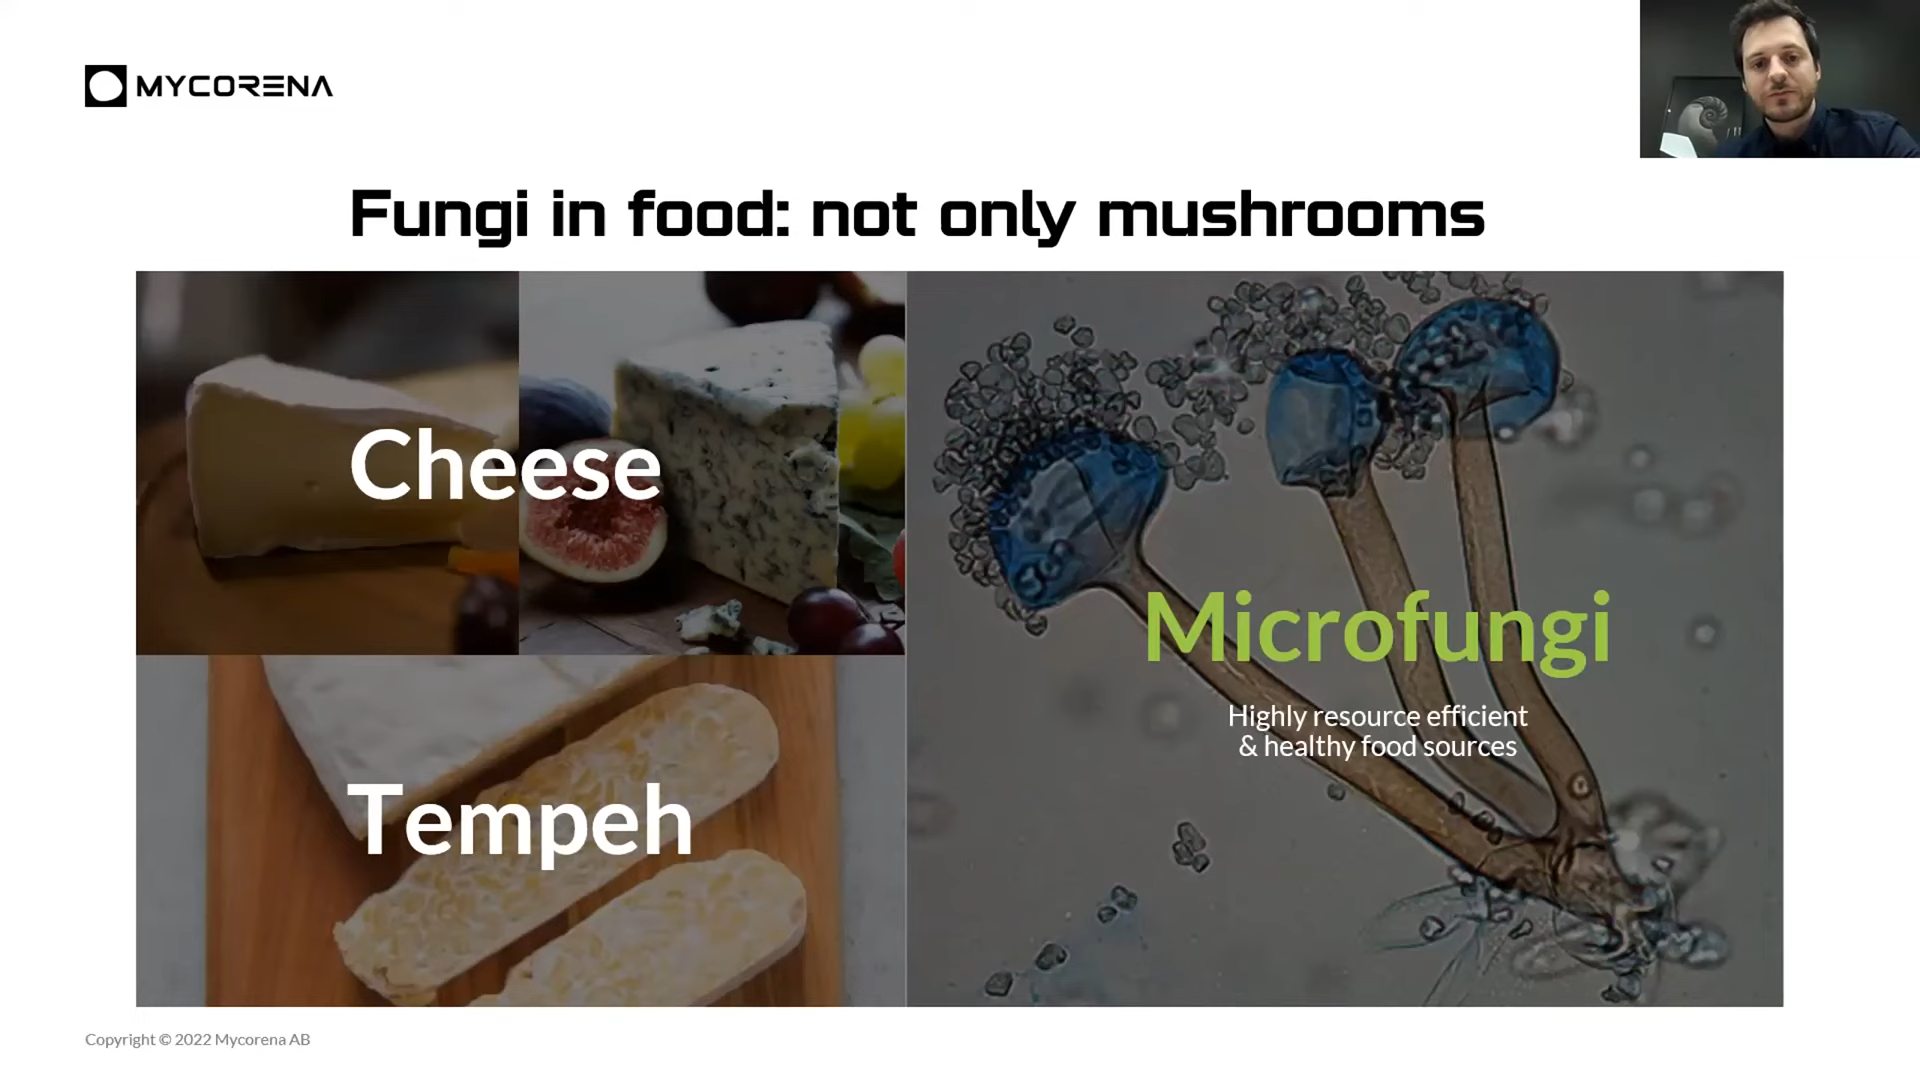 MYCORENA
Fungi in food: not only mushrooms
Cheese
Tempeh
Microfungi
Highly resource efficient
& healthy food sources
Copyright © 2022 Mycorena AB